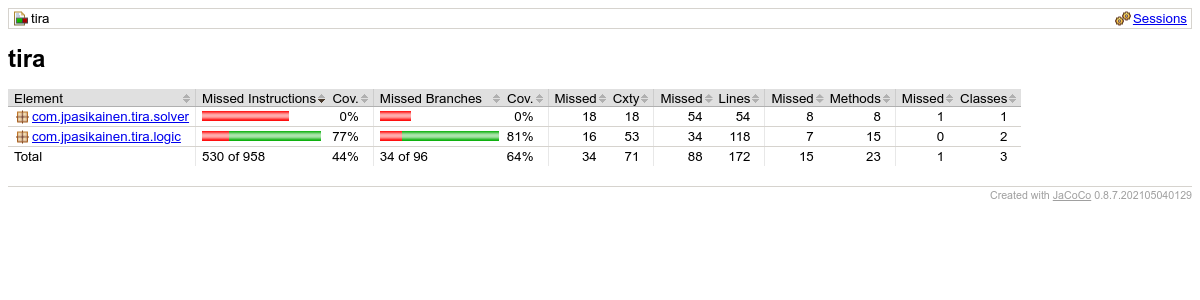 tira Sessions
tira
Element Missed Instructions Cov. Missed Branches Cov. Missed Cxty Missed Lines Missed Methods Missed Classes
com.jpasikainen.tira.solver 0% 0% 18 18 54 54 8 8 1 1
com.jpasikainen.tira.logic 77% 81% 16 53 34 118 7 15 0 2
Total 530 of 958 44% 34 of 96 64% 34 71 88 172 15 23 1 3
Created with JaCoCo 0.8.7.202105040129